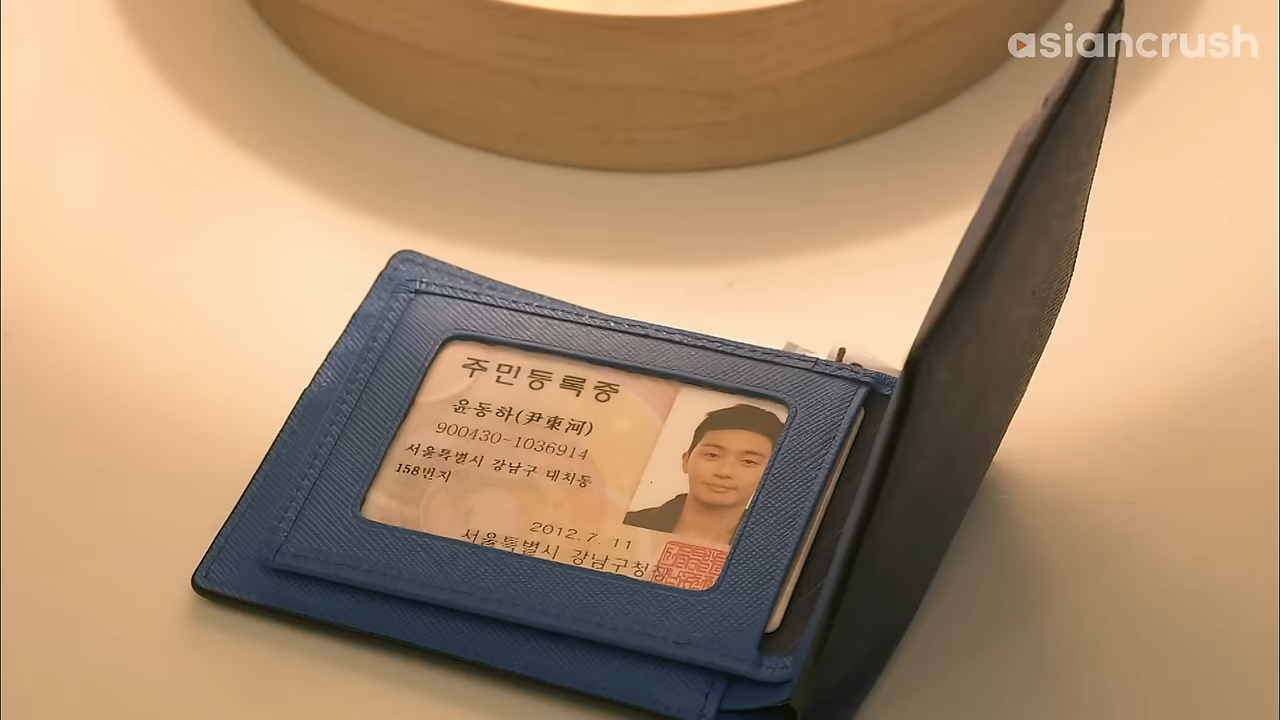 asiancrush
주민등록증
윤동하(尹東河)
900430-1036914
서울특별시 강남구 대치동
158번지
2012.7.11
서울특별시 강남구청